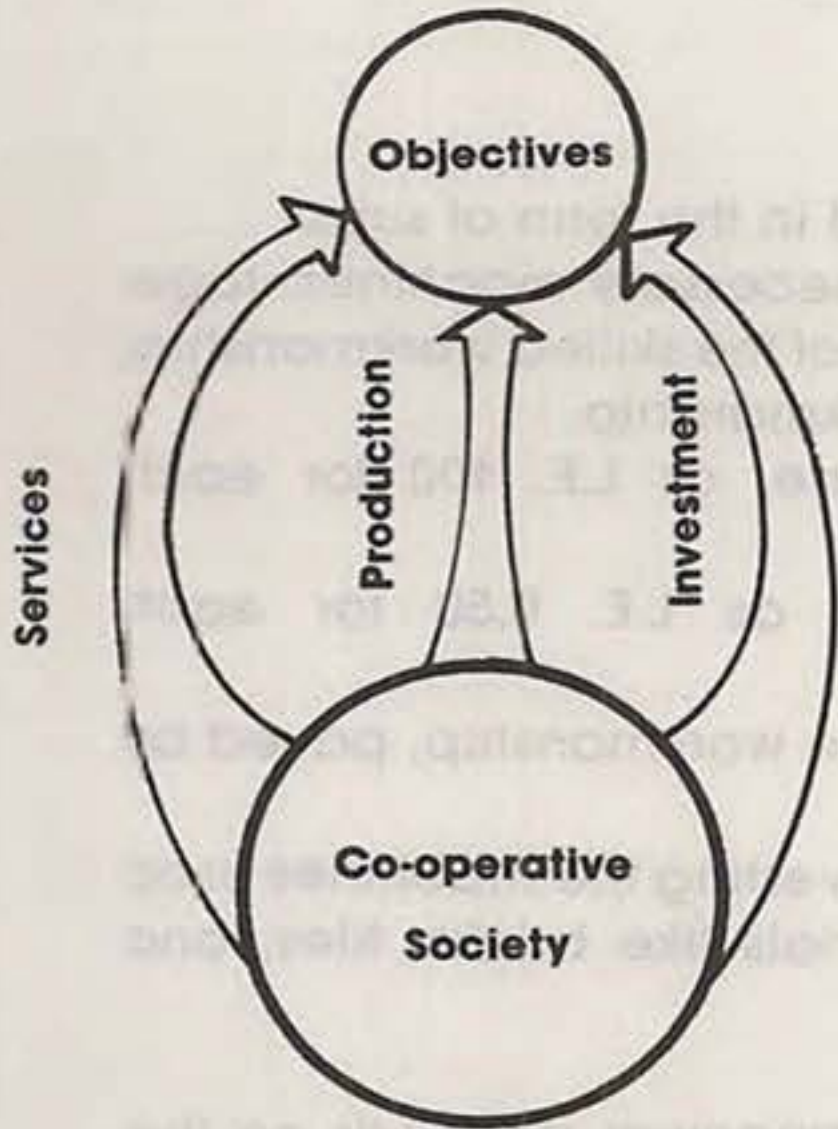 Objectives
Services
Production
Investment
Co-operative
Society